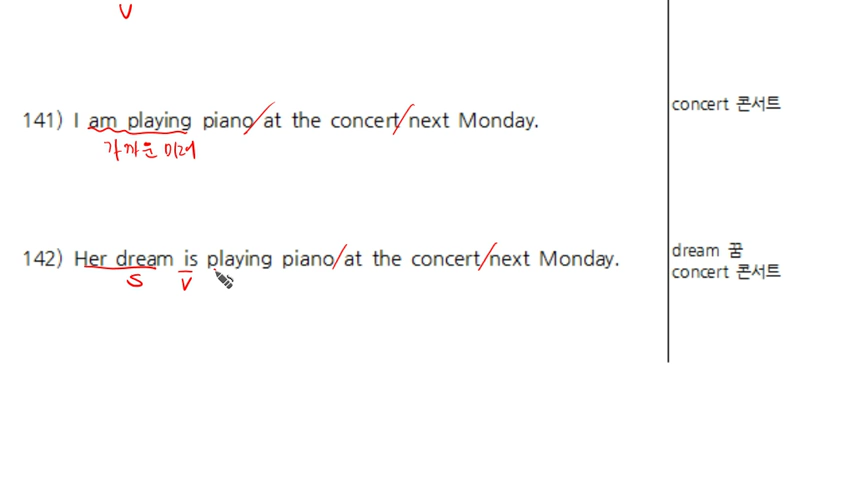 V
concert 콘서트
141) I am playing piano/at the concert/next Monday.
가까운 미래
142) Her dream is playing piano/at the concert/next Monday.
dream 꿈
concert 콘서트
S V